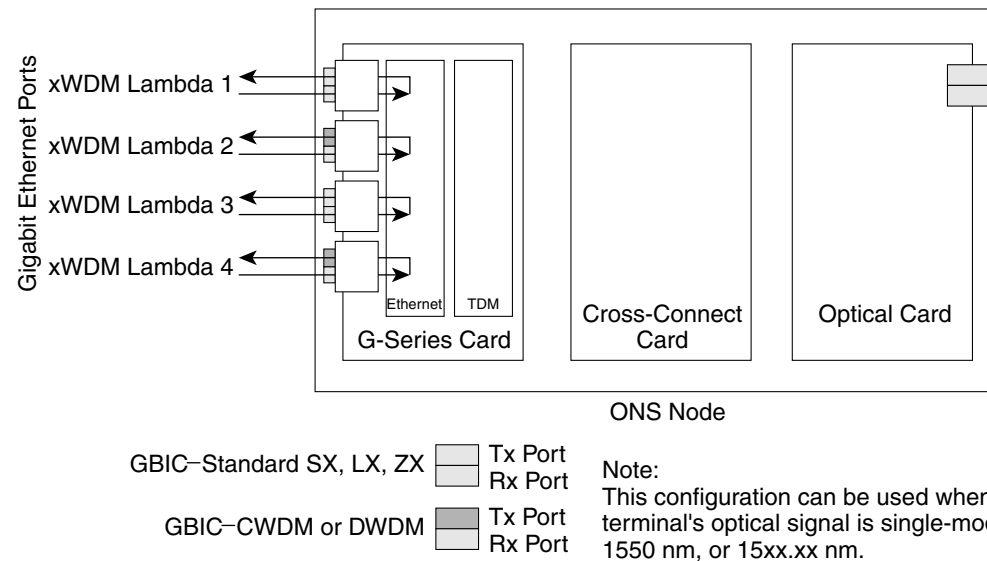 Gigabit Ethernet Ports
xWDM Lambda 1
xWDM Lambda 2
xWDM Lambda 3
xWDM Lambda 4
Ethernet
TDM
G-Series Card
Cross-Connect
Card
Optical Card
ONS Node
GBIC–Standard SX, LX, ZX
Tx Port
Rx Port
GBIC–CWDM or DWDM
Tx Port
Rx Port
Note:
This configuration can be used when
terminal's optical signal is single-mo
1550 nm, or 15xx.xx nm.